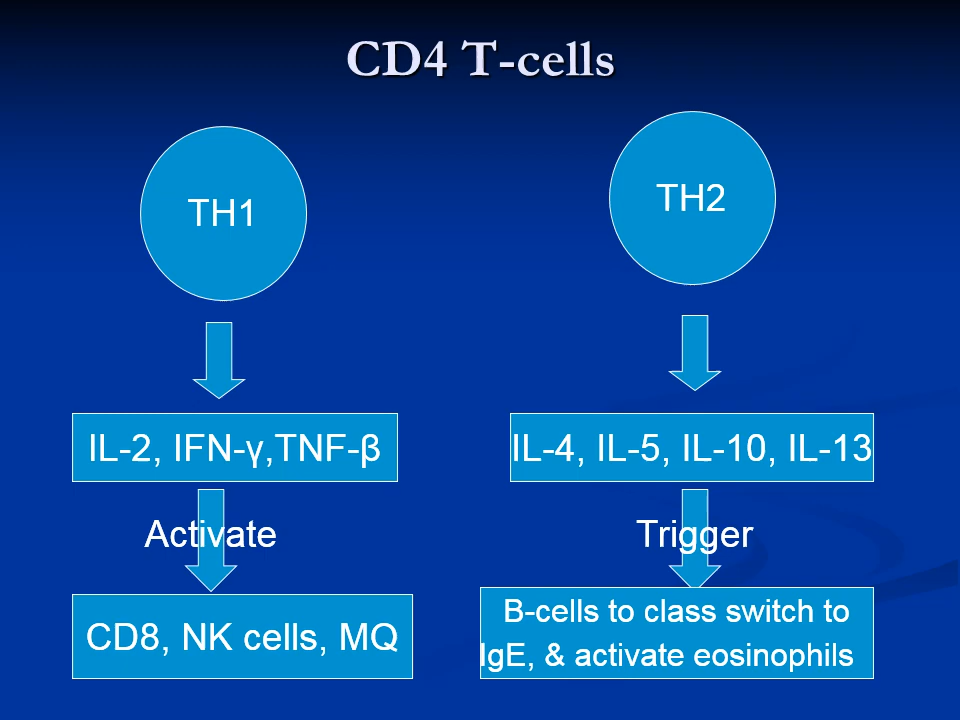 CD4 T-cells
TH1
TH2
IL-2, IFN-γ,TNF-β
IL-4, IL-5, IL-10, IL-13
Activate
Trigger
CD8, NK cells, MQ
B-cells to class switch to
IgE, & activate eosinophils